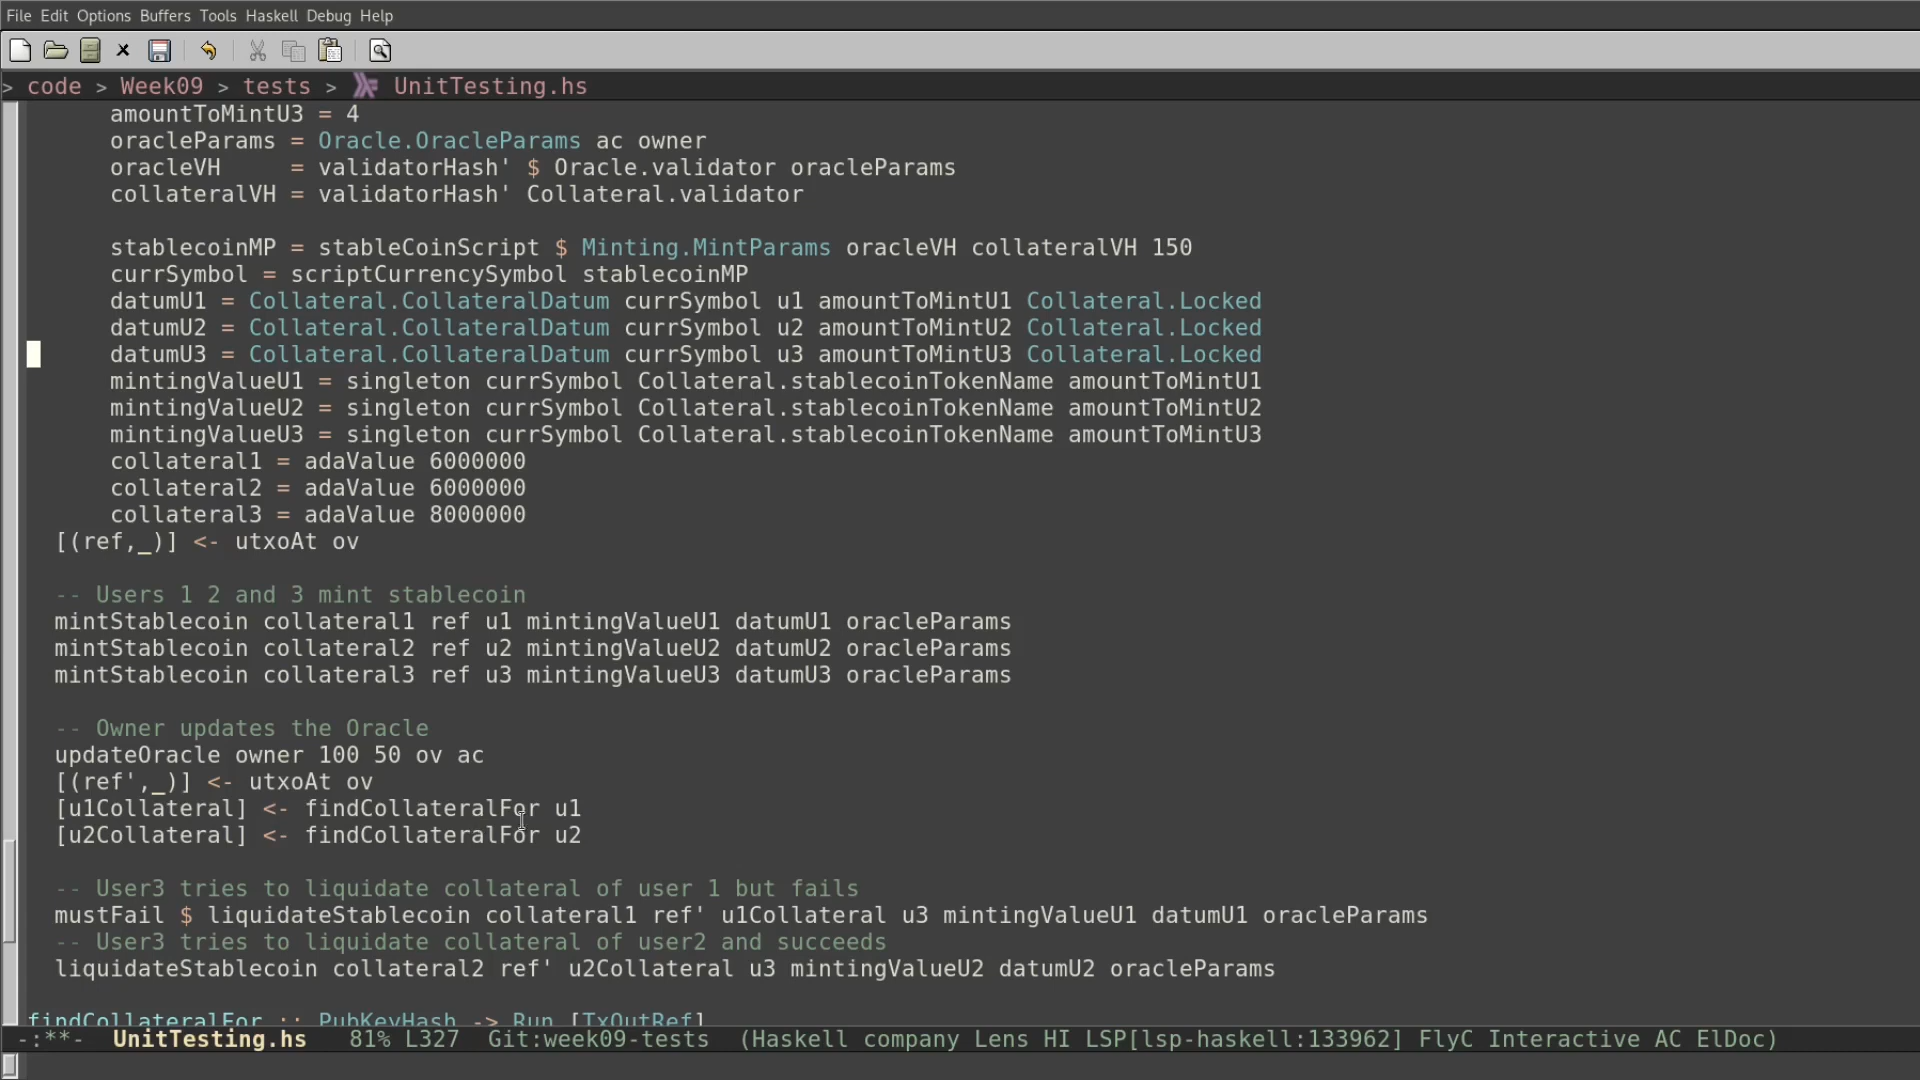 File Edit Options Buffers Tools Haskell Debug Help
> code > Week09 > tests > UnitTesting.hs
amountToMintU3 = 4
oracleParams = Oracle.OracleParams ac owner
oracleVH     = validatorHash' $ Oracle.validator oracleParams
collateralVH = validatorHash' Collateral.validator
stablecoinMP = stableCoinScript $ Minting.MintParams oracleVH collateralVH 150
currSymbol = scriptCurrencySymbol stablecoinMP
datumU1 = Collateral.CollateralDatum currSymbol u1 amountToMintU1 Collateral.Locked
datumU2 = Collateral.CollateralDatum currSymbol u2 amountToMintU2 Collateral.Locked
datumU3 = Collateral.CollateralDatum currSymbol u3 amountToMintU3 Collateral.Locked
mintingValueU1 = singleton currSymbol Collateral.stablecoinTokenName amountToMintU1
mintingValueU2 = singleton currSymbol Collateral.stablecoinTokenName amountToMintU2
mintingValueU3 = singleton currSymbol Collateral.stablecoinTokenName amountToMintU3
collateral1 = adaValue 6000000
collateral2 = adaValue 6000000
collateral3 = adaValue 8000000
[(ref,_)] <- utxoAt ov
-- Users 1 2 and 3 mint stablecoin
mintStablecoin collateral1 ref u1 mintingValueU1 datumU1 oracleParams
mintStablecoin collateral2 ref u2 mintingValueU2 datumU2 oracleParams
mintStablecoin collateral3 ref u3 mintingValueU3 datumU3 oracleParams
-- Owner updates the Oracle
updateOracle owner 100 50 ov ac
[(ref',_)] <- utxoAt ov
[u1Collateral] <- findCollateralFor u1
[u2Collateral] <- findCollateralFor u2
-- User3 tries to liquidate collateral of user 1 but fails
mustFail $ liquidateStablecoin collateral1 ref' u1Collateral u3 mintingValueU1 datumU1 oracleParams
-- User3 tries to liquidate collateral of user2 and succeeds
liquidateStablecoin collateral2 ref' u2Collateral u3 mintingValueU2 datumU2 oracleParams
findCollateralFor :: PubKeyHash -> Run [TxOutRef]
-:**-  UnitTesting.hs   81% L327  Git:week09-tests  (Haskell company Lens HI LSP[lsp-haskell:133962] FlyC Interactive AC ElDoc)